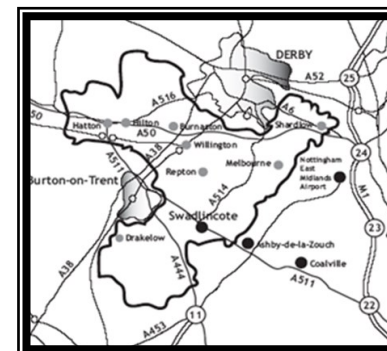 DERBY
A52
25
A516
50
A6
Hatton
Hilton
A50
Burnaston
Shardlow
A38
Willington
24
A511
Melbourne
Nottingham
East
Midlands
Airport
Repton
Burton-on-Trent
A514
M1
Swadlincote
23
Drakelow
Ashby-de-la-Zouch
A38
A444
Coalville
A511
22
A453
11